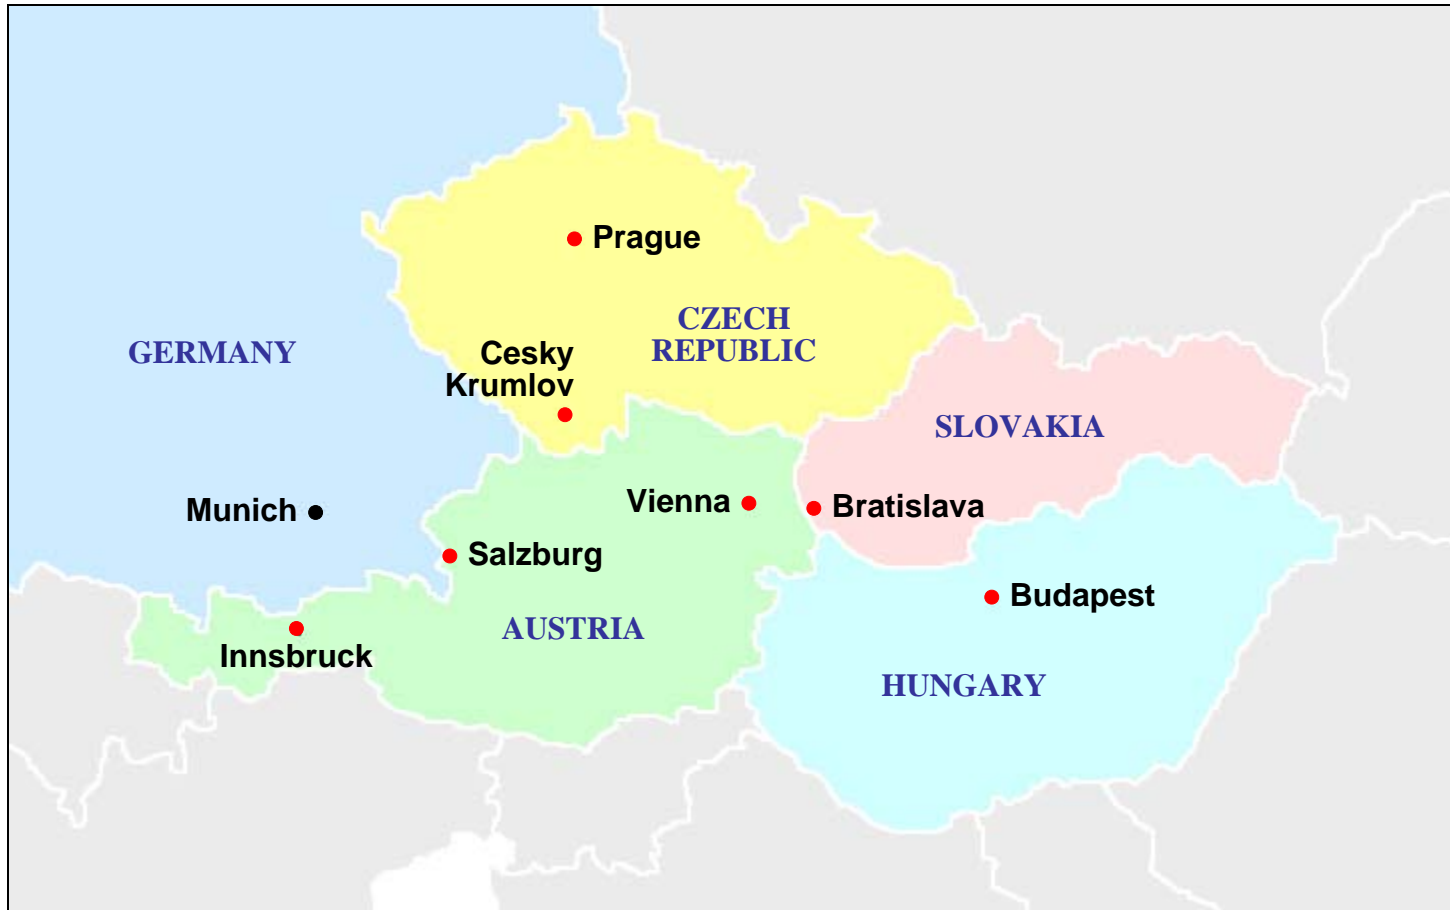 Prague
CZECH
REPUBLIC
GERMANY
Cesky
Krumlov
SLOVAKIA
Munich
Vienna
Bratislava
Salzburg
Budapest
AUSTRIA
Innsbruck
HUNGARY